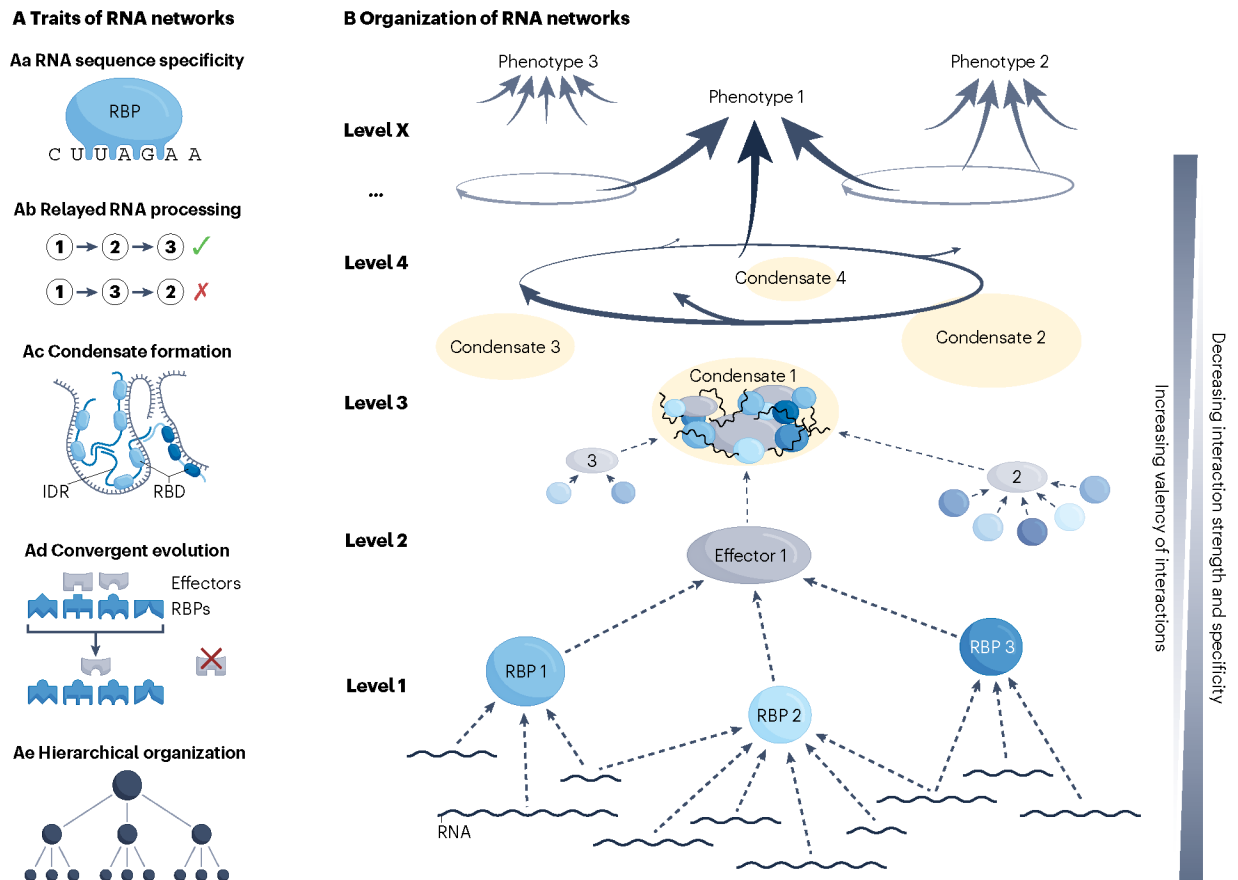 A Traits of RNA networks
Aa RNA sequence specificity
RBP
C U U A G A A
Ab Relayed RNA processing
1 2 3 ✓
1 3 2 ✗
Ac Condensate formation
IDR
RBD
Ad Convergent evolution
Effectors
RBPs
Ae Hierarchical organization
B Organization of RNA networks
Phenotype 3
Phenotype 2
Phenotype 1
Level X
...
Level 4
Condensate 4
Condensate 3
Condensate 2
Condensate 1
Level 3
3
2
Level 2
Effector 1
RBP 1
RBP 3
Level 1
RBP 2
RNA
Increasing valency of interactions
Decreasing interaction strength and specificity